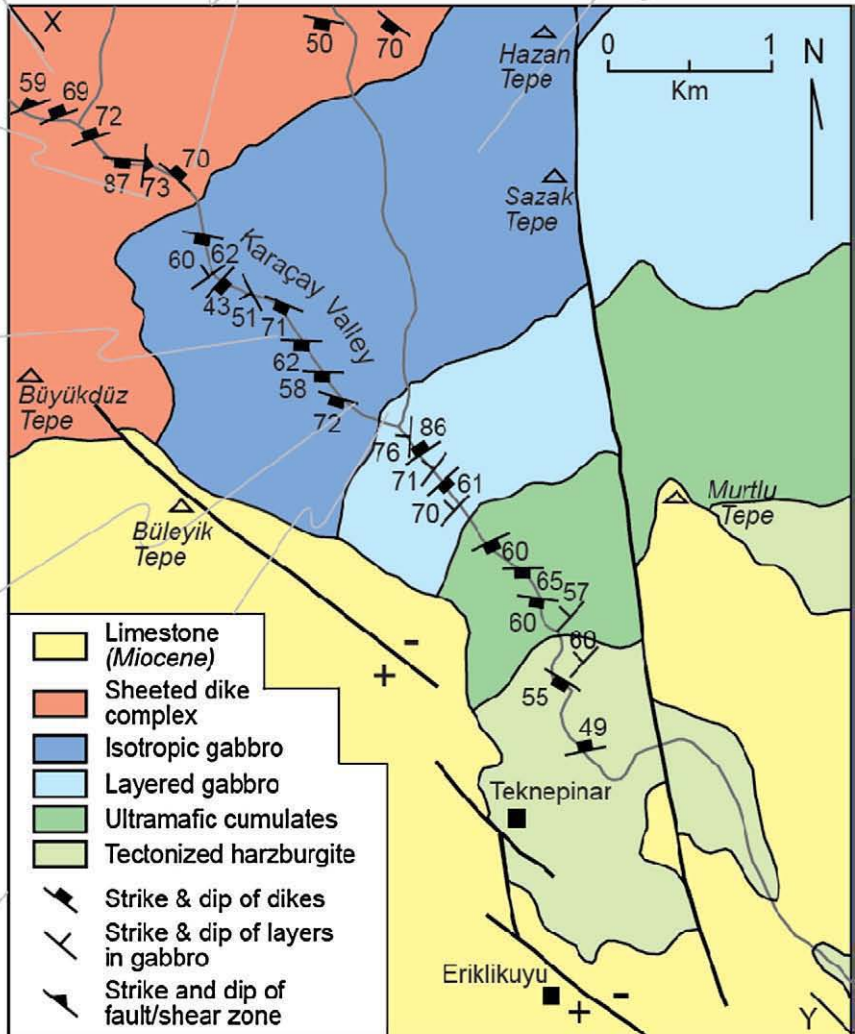 X
50
70
Hazan
Tepe
0
1
Km
N
59
69
72
87
73
70
Sazak
Tepe
60
62
43
51
71
Karaçay Valley
62
58
72
Büyükdüz
Tepe
76
86
71
61
70
Murtlu
Tepe
Büleyik
Tepe
60
65
57
60
60
55
49
-
+
Teknepinar
Eriklikuyu
-
+
Y
Limestone
(Miocene)
Sheeted dike
complex
Isotropic gabbro
Layered gabbro
Ultramafic cumulates
Tectonized harzburgite
Strike & dip of dikes
Strike & dip of layers
in gabbro
Strike and dip of
fault/shear zone